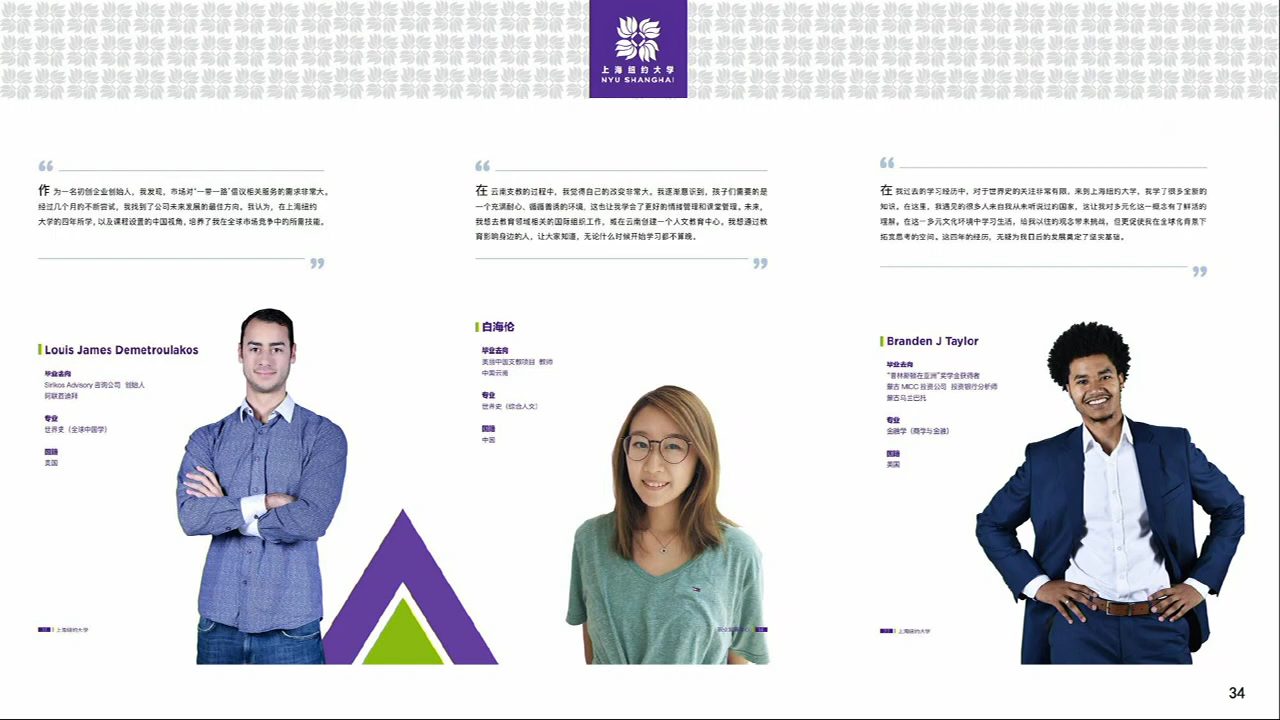 上海纽约大学
NYU SHANGHAI
“
作为一名初创企业创始人，我发现，市场对“一带一路”倡议相关服务的需求非常大。
经过几个月的不断尝试，我找到了公司未来发展的最佳方向。我认为，在上海纽约
大学的四年所学，以及课程设置的中国视角，培养了我在全球市场竞争中的所需技能。
”
Louis James Demetroulakos
毕业去向
Sirikos Advisory 咨询公司 创始人
阿联酋迪拜
专业
世界史（全球中国学）
国籍
美国
上海纽约大学
“
在云南支教的过程中，我觉得自己的改变非常大。我逐渐意识到，孩子们需要的是
一个充满耐心、循循善诱的环境，这也让我学会了更好的情绪管理和课堂管理。未来，
我想去教育领域相关的国际组织工作，或在云南创建一个人文教育中心。我想通过教
育影响身边的人，让大家知道，无论什么时候开始学习都不算晚。
”
白海伦
毕业去向
美丽中国支教项目 教师
中国云南
专业
世界史（综合人文）
国籍
中国
“
在我过去的学习经历中，对于世界史的关注非常有限。来到上海纽约大学，我学了很多全新的
知识。在这里，我遇见的很多人来自我从未听说过的国家，这让我对多元化这一概念有了鲜活的
理解。在这一多元文化环境中学习生活，给我以往的观念带来挑战，但更促使我在全球化背景下
拓宽思考的空间。这四年的经历，无疑为我日后的发展奠定了坚实基础。
”
Branden J Taylor
毕业去向
“普林斯顿在亚洲”奖学金获得者
蒙古 MICC 投资公司 投资银行分析师
蒙古乌兰巴托
专业
金融学（商学与金融）
国籍
美国
上海纽约大学
34